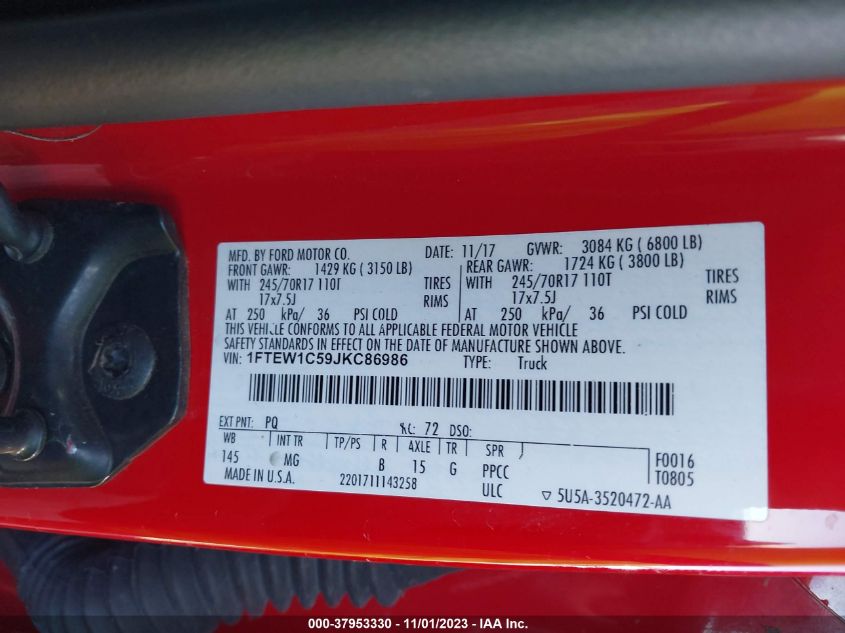 MFD. BY FORD MOTOR CO. DATE: 11/17 GVWR: 3084 KG ( 6800 LB)
FRONT GAWR: 1429 KG ( 3150 LB) REAR GAWR: 1724 KG ( 3800 LB)
WITH 245/70R17 110T TIRES WITH 245/70R17 110T TIRES
17x7.5J RIMS 17x7.5J RIMS
AT 250 kPa/ 36 PSI COLD AT 250 kPa/ 36 PSI COLD
THIS VEHICLE CONFORMS TO ALL APPLICABLE FEDERAL MOTOR VEHICLE
SAFETY STANDARDS IN EFFECT ON THE DATE OF MANUFACTURE SHOWN ABOVE.
VIN: 1FTEW1C59JKC86986 TYPE: Truck
EXT PNT: PQ RC: 72 DSO:
WB INT TR TP/PS R AXLE TR SPR F0016
145 MG B 15 G PPCC T0805
MADE IN U.S.A. 2201711143258 ULC ▽ 5U5A-3520472-AA
000-37953330 - 11/01/2023 - IAA Inc.